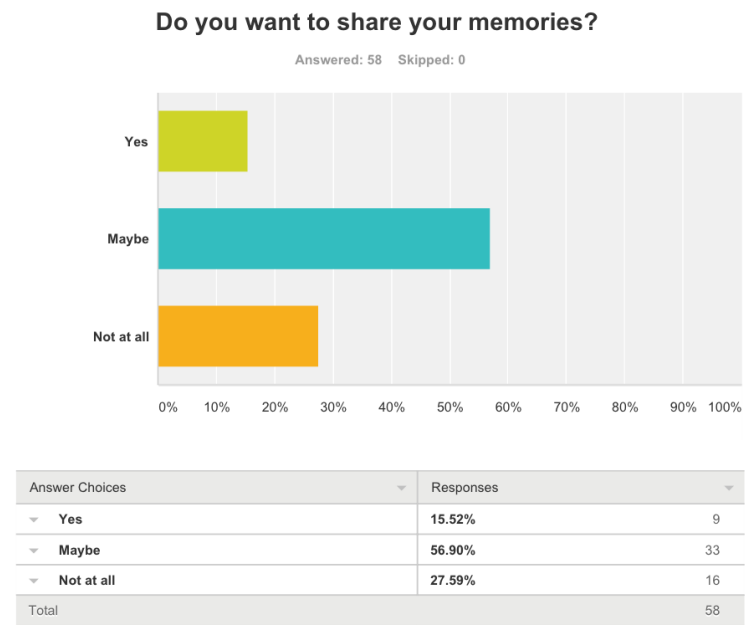 Do you want to share your memories?
Answered: 58 Skipped: 0
Yes
Maybe
Not at all
0% 10% 20% 30% 40% 50% 60% 70% 80% 90% 100%
Answer Choices Responses
Yes 15.52% 9
Maybe 56.90% 33
Not at all 27.59% 16
Total 58